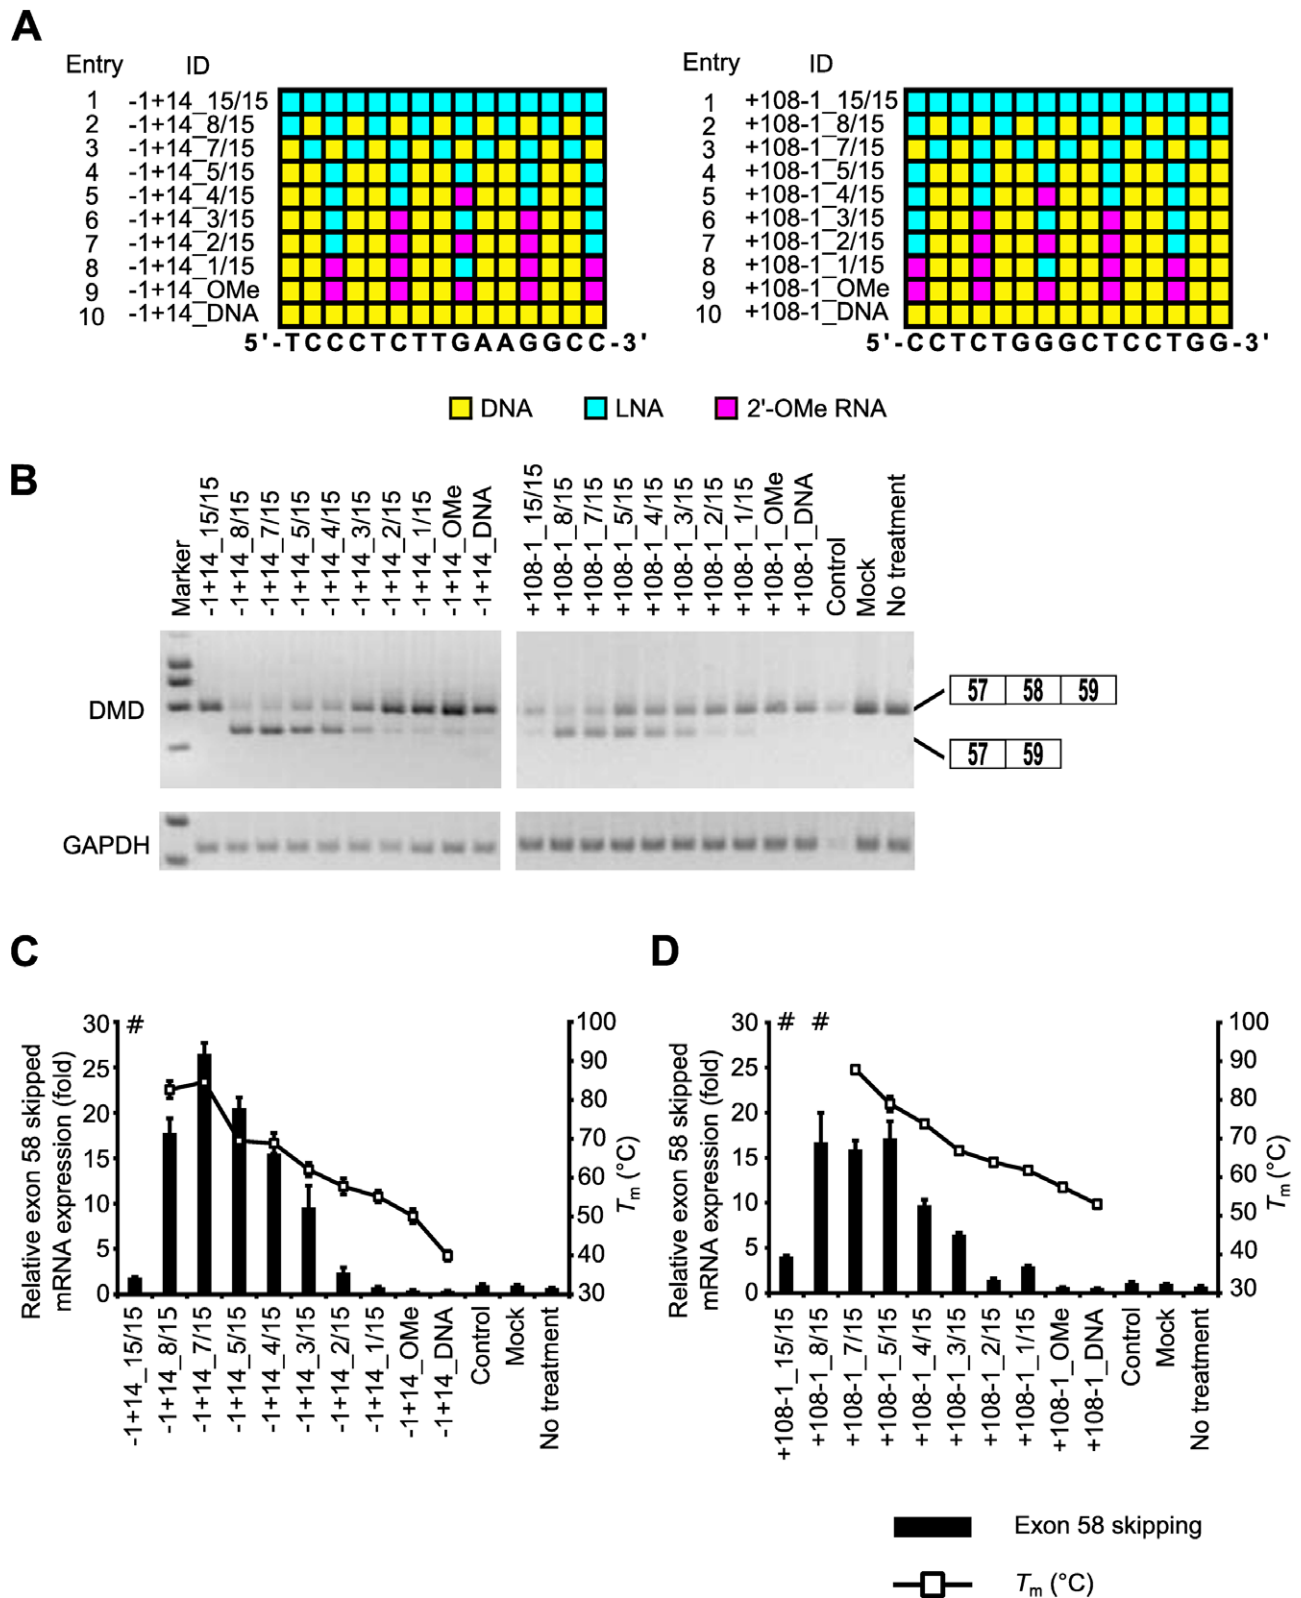 A
Entry ID
1 -1+14_15/15
2 -1+14_8/15
3 -1+14_7/15
4 -1+14_5/15
5 -1+14_4/15
6 -1+14_3/15
7 -1+14_2/15
8 -1+14_1/15
9 -1+14_OMe
10 -1+14_DNA
5'-TCCCTCTTGAAGGCC-3'
Entry ID
1 +108-1_15/15
2 +108-1_8/15
3 +108-1_7/15
4 +108-1_5/15
5 +108-1_4/15
6 +108-1_3/15
7 +108-1_2/15
8 +108-1_1/15
9 +108-1_OMe
10 +108-1_DNA
5'-CCTCTGGGCTCCTGG-3'
DNA LNA 2'-OMe RNA
B
Marker
-1+14_15/15
-1+14_8/15
-1+14_7/15
-1+14_5/15
-1+14_4/15
-1+14_3/15
-1+14_2/15
-1+14_1/15
-1+14_OMe
-1+14_DNA
+108-1_15/15
+108-1_8/15
+108-1_7/15
+108-1_5/15
+108-1_4/15
+108-1_3/15
+108-1_2/15
+108-1_1/15
+108-1_OMe
+108-1_DNA
Control
Mock
No treatment
DMD
57 58 59
57 59
GAPDH
C
Relative exon 58 skipped
mRNA expression (fold)
30
25
20
15
10
5
0
#
100
90
80
70
60
50
40
30
Tm (°C)
-1+14_15/15
-1+14_8/15
-1+14_7/15
-1+14_5/15
-1+14_4/15
-1+14_3/15
-1+14_2/15
-1+14_1/15
-1+14_OMe
-1+14_DNA
Control
Mock
No treatment
D
Relative exon 58 skipped
mRNA expression (fold)
30
25
20
15
10
5
0
# #
100
90
80
70
60
50
40
30
Tm (°C)
+108-1_15/15
+108-1_8/15
+108-1_7/15
+108-1_5/15
+108-1_4/15
+108-1_3/15
+108-1_2/15
+108-1_1/15
+108-1_OMe
+108-1_DNA
Control
Mock
No treatment
Exon 58 skipping
Tm (°C)